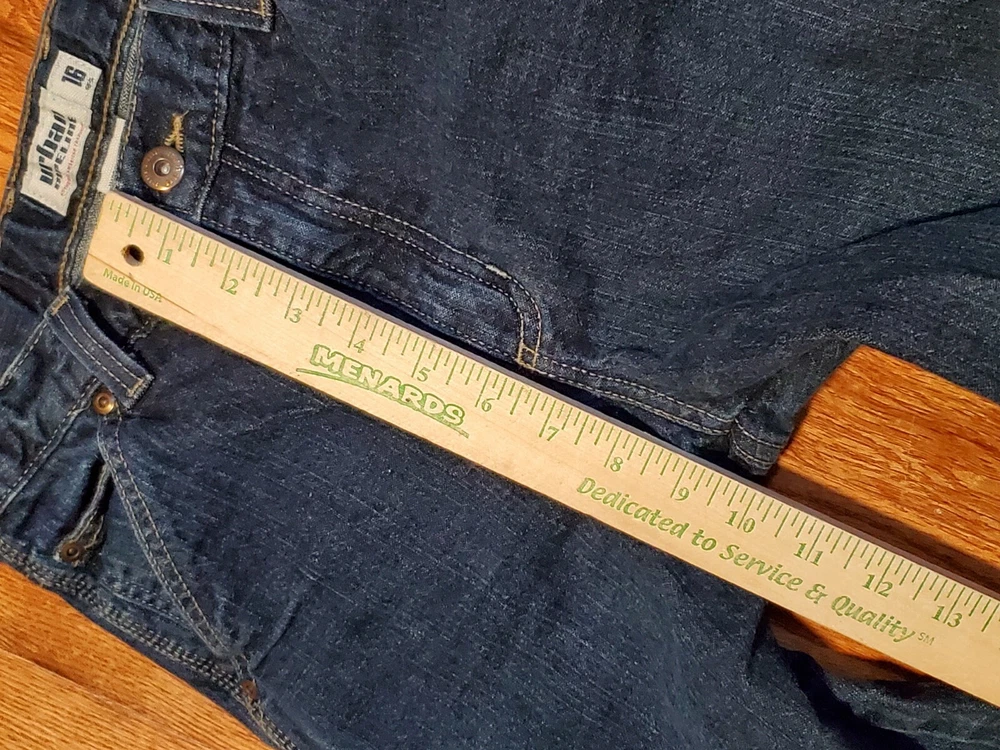 16
urban
PIPELINE
1 2 3 4 5 6 7 8 9 10 11 12 13
Made in USA
MENARDS
Dedicated to Service & Quality SM